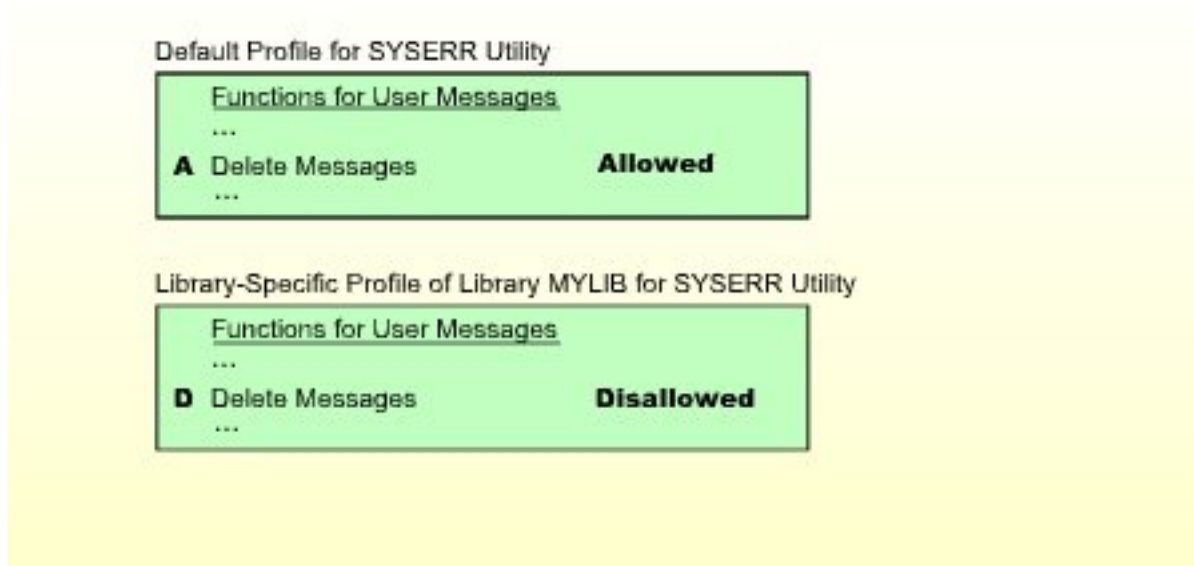 Default Profile for SYSERR Utility
Functions for User Messages
...
A Delete Messages Allowed
...
Library-Specific Profile of Library MYLIB for SYSERR Utility
Functions for User Messages
...
D Delete Messages Disallowed
...